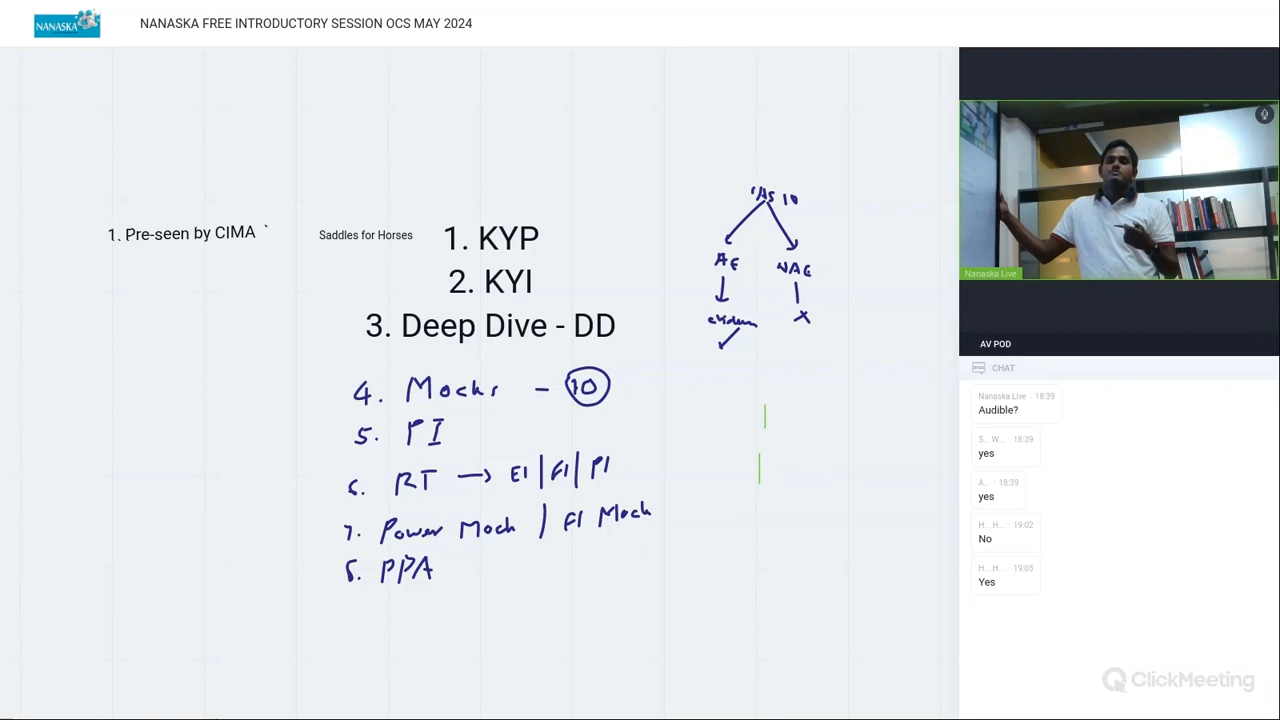 NANASKA
NANASKA FREE INTRODUCTORY SESSION OCS MAY 2024
1. Pre-seen by CIMA `
Saddles for Horses
1. KYP
2. KYI
3. Deep Dive - DD
4. Mocks - 10
5. PI
6. RT → E1 | F1 | P1
7. Power Mock / F1 Mock
8. PPA
IAS 10
AE
NAE
X
Nanaska Live
AV POD
CHAT
Nanaska Live · 18:39
Audible?
S... W... · 18:39
yes
A... · 18:39
yes
H... H... · 19:02
No
H... H... · 19:03
Yes
ClickMeeting